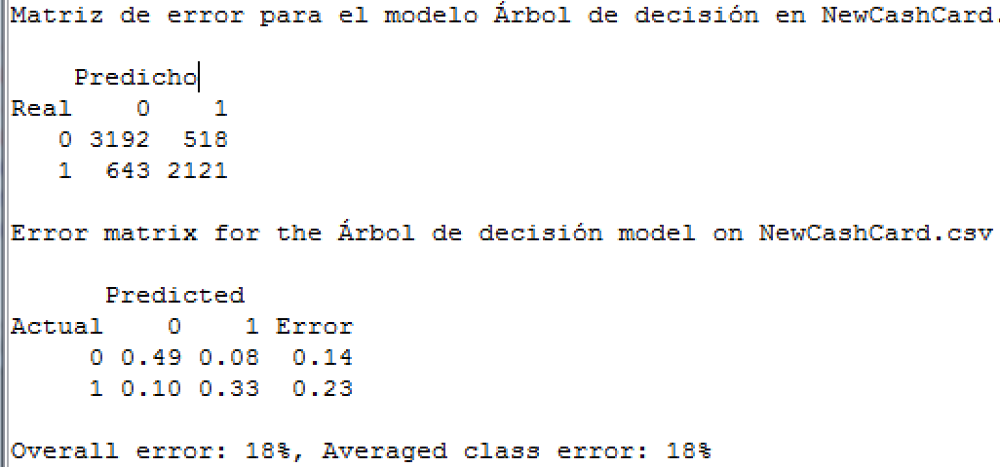 Matriz de error para el modelo Árbol de decisión en NewCashCard.
Predicho
Real 0 1
0 3192 518
1 643 2121
Error matrix for the Árbol de decisión model on NewCashCard.csv
Predicted
Actual 0 1 Error
0 0.49 0.08 0.14
1 0.10 0.33 0.23
Overall error: 18%, Averaged class error: 18%